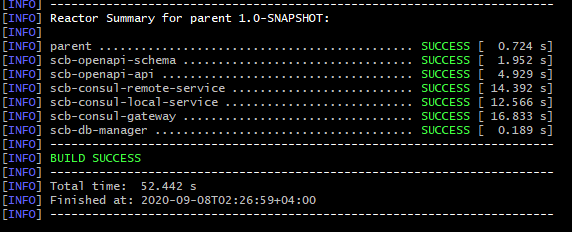 [INFO] ------------------------------------------------------------------------
[INFO] Reactor Summary for parent 1.0-SNAPSHOT:
[INFO]
[INFO] parent ............................................. SUCCESS [  0.724 s]
[INFO] scb-openapi-schema ................................. SUCCESS [  1.952 s]
[INFO] scb-openapi-api .................................... SUCCESS [  4.929 s]
[INFO] scb-consul-remote-service .......................... SUCCESS [ 14.392 s]
[INFO] scb-consul-local-service ........................... SUCCESS [ 12.566 s]
[INFO] scb-consul-gateway ................................. SUCCESS [ 16.833 s]
[INFO] scb-db-manager ..................................... SUCCESS [  0.189 s]
[INFO] ------------------------------------------------------------------------
[INFO] BUILD SUCCESS
[INFO] ------------------------------------------------------------------------
[INFO] Total time:  52.442 s
[INFO] Finished at: 2020-09-08T02:26:59+04:00
[INFO] ------------------------------------------------------------------------